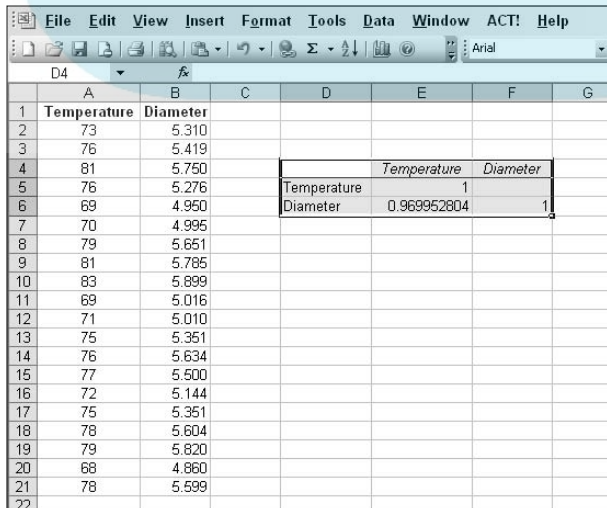 File Edit View Insert Format Tools Data Window ACT! Help
Σ Arial
D4 fx
A B C D E F G
1 Temperature Diameter
2 73 5.310
3 76 5.419
4 81 5.750 Temperature Diameter
5 76 5.276 Temperature 1
6 69 4.950 Diameter 0.969952804 1
7 70 4.995
8 79 5.651
9 81 5.785
10 83 5.899
11 69 5.016
12 71 5.010
13 75 5.351
14 76 5.634
15 77 5.500
16 72 5.144
17 75 5.351
18 78 5.604
19 79 5.820
20 68 4.860
21 78 5.599
22